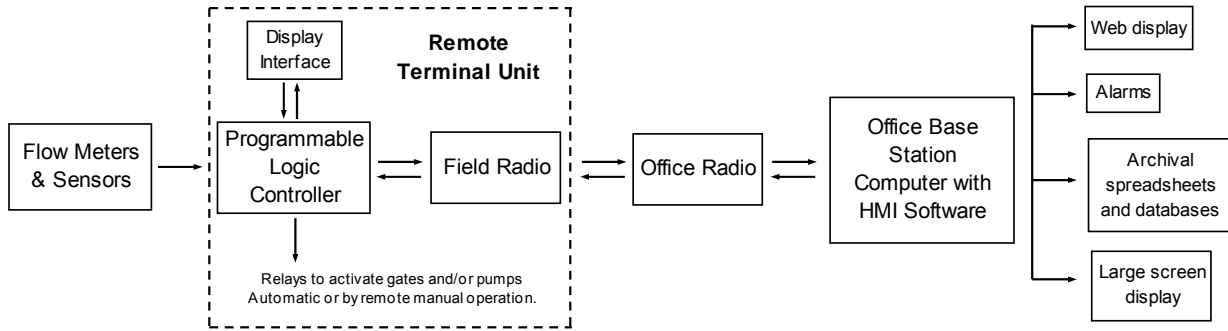 Flow Meters
& Sensors
Display
Interface
Remote
Terminal Unit
Programmable
Logic
Controller
Field Radio
Relays to activate gates and/or pumps
Automatic or by remote manual operation.
Office Radio
Office Base
Station
Computer with
HMI Software
Web display
Alarms
Archival
spreadsheets
and databases
Large screen
display